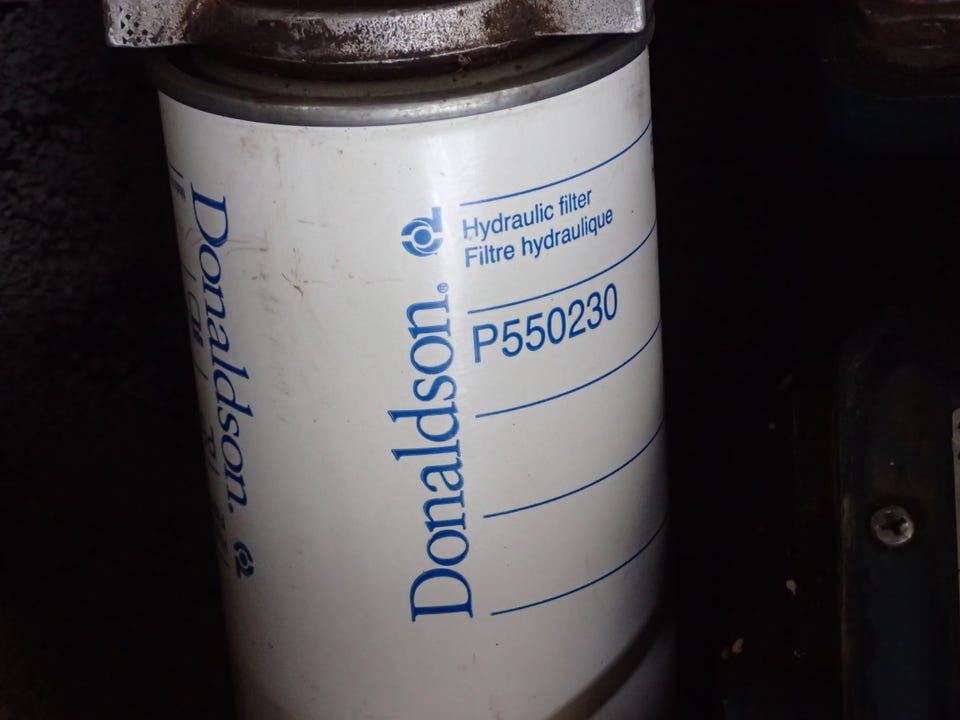 Hydraulic filter
Filtre hydraulique
P550230
Donaldson®
Donaldson.